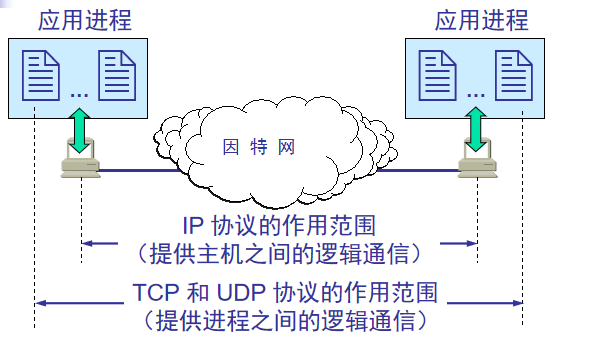 应用进程 应用进程
… …
因特网
IP 协议的作用范围
（提供主机之间的逻辑通信）
TCP 和 UDP 协议的作用范围
（提供进程之间的逻辑通信）